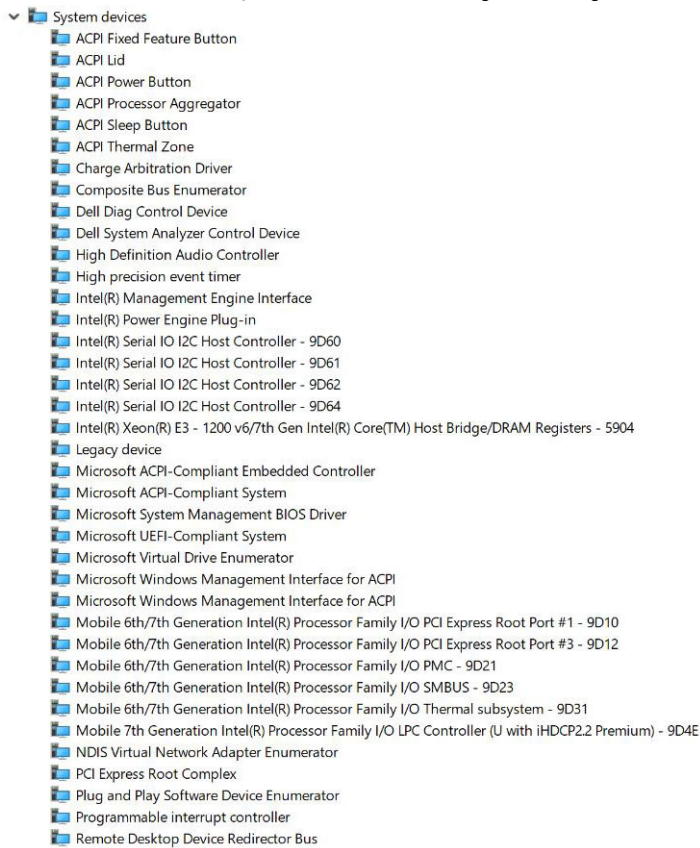 System devices
ACPI Fixed Feature Button
ACPI Lid
ACPI Power Button
ACPI Processor Aggregator
ACPI Sleep Button
ACPI Thermal Zone
Charge Arbitration Driver
Composite Bus Enumerator
Dell Diag Control Device
Dell System Analyzer Control Device
High Definition Audio Controller
High precision event timer
Intel(R) Management Engine Interface
Intel(R) Power Engine Plug-in
Intel(R) Serial IO I2C Host Controller - 9D60
Intel(R) Serial IO I2C Host Controller - 9D61
Intel(R) Serial IO I2C Host Controller - 9D62
Intel(R) Serial IO I2C Host Controller - 9D64
Intel(R) Xeon(R) E3 - 1200 v6/7th Gen Intel(R) Core(TM) Host Bridge/DRAM Registers - 5904
Legacy device
Microsoft ACPI-Compliant Embedded Controller
Microsoft ACPI-Compliant System
Microsoft System Management BIOS Driver
Microsoft UEFI-Compliant System
Microsoft Virtual Drive Enumerator
Microsoft Windows Management Interface for ACPI
Microsoft Windows Management Interface for ACPI
Mobile 6th/7th Generation Intel(R) Processor Family I/O PCI Express Root Port #1 - 9D10
Mobile 6th/7th Generation Intel(R) Processor Family I/O PCI Express Root Port #3 - 9D12
Mobile 6th/7th Generation Intel(R) Processor Family I/O PMC - 9D21
Mobile 6th/7th Generation Intel(R) Processor Family I/O SMBUS - 9D23
Mobile 6th/7th Generation Intel(R) Processor Family I/O Thermal subsystem - 9D31
Mobile 7th Generation Intel(R) Processor Family I/O LPC Controller (U with iHDCP2.2 Premium) - 9D4E
NDIS Virtual Network Adapter Enumerator
PCI Express Root Complex
Plug and Play Software Device Enumerator
Programmable interrupt controller
Remote Desktop Device Redirector Bus